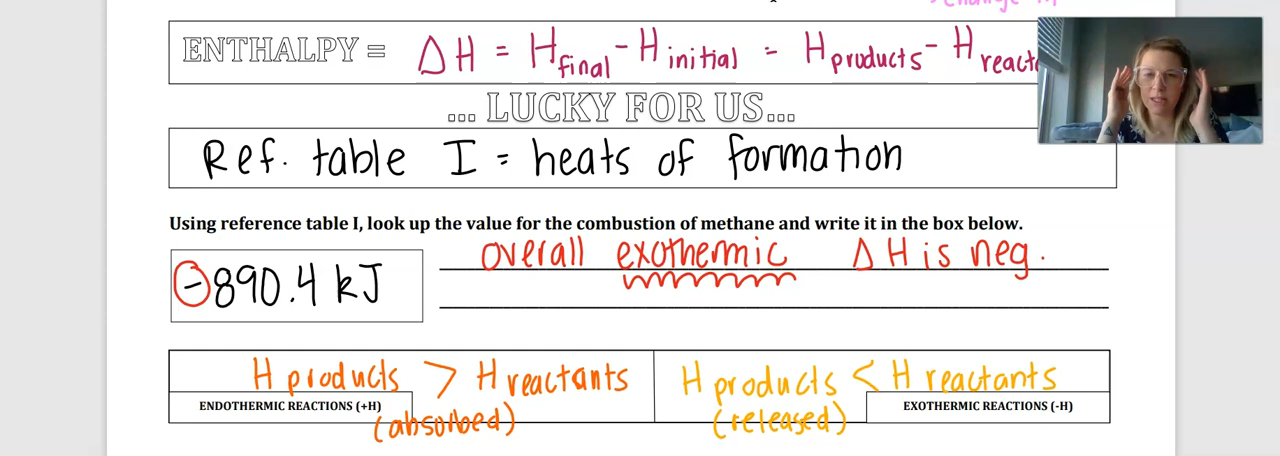 ENTHALPY = ΔH = Hfinal - Hinitial = Hproducts - H
... LUCKY FOR US...
Ref. table I = heats of formation
Using reference table I, look up the value for the combustion of methane and write it in the box below.
-890.4 kJ
overall exothermic ΔH is neg.
H products > H reactants
ENDOTHERMIC REACTIONS (+H)
(absorbed)
H products < H reactants
(released)
EXOTHERMIC REACTIONS (-H)